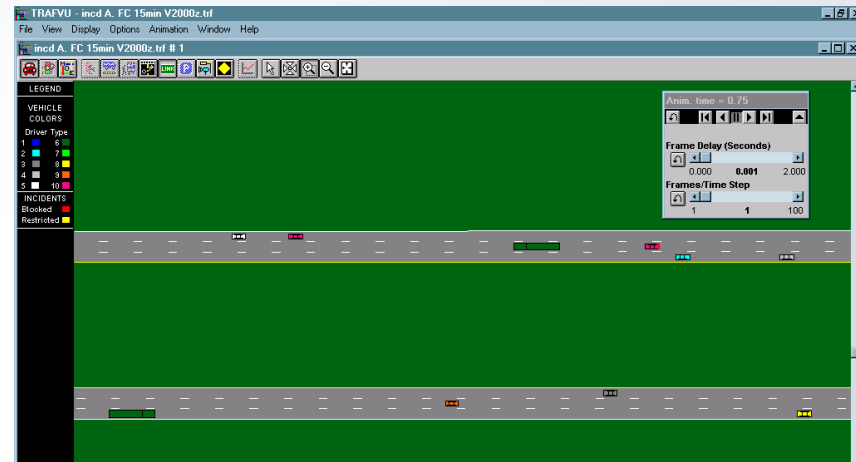 TRAFVU - incd A. FC 15min V2000z.trf
File View Display Options Animation Window Help
incd A. FC 15min V2000z.trf # 1
LINK
LEGEND
VEHICLE
COLORS
Driver Type
1 6
2 7
3 8
4 9
5 10
INCIDENTS
Blocked
Restricted
Anim. time = 0.75
Frame Delay (Seconds)
0.000 0.001 2.000
Frames/Time Step
1 1 100